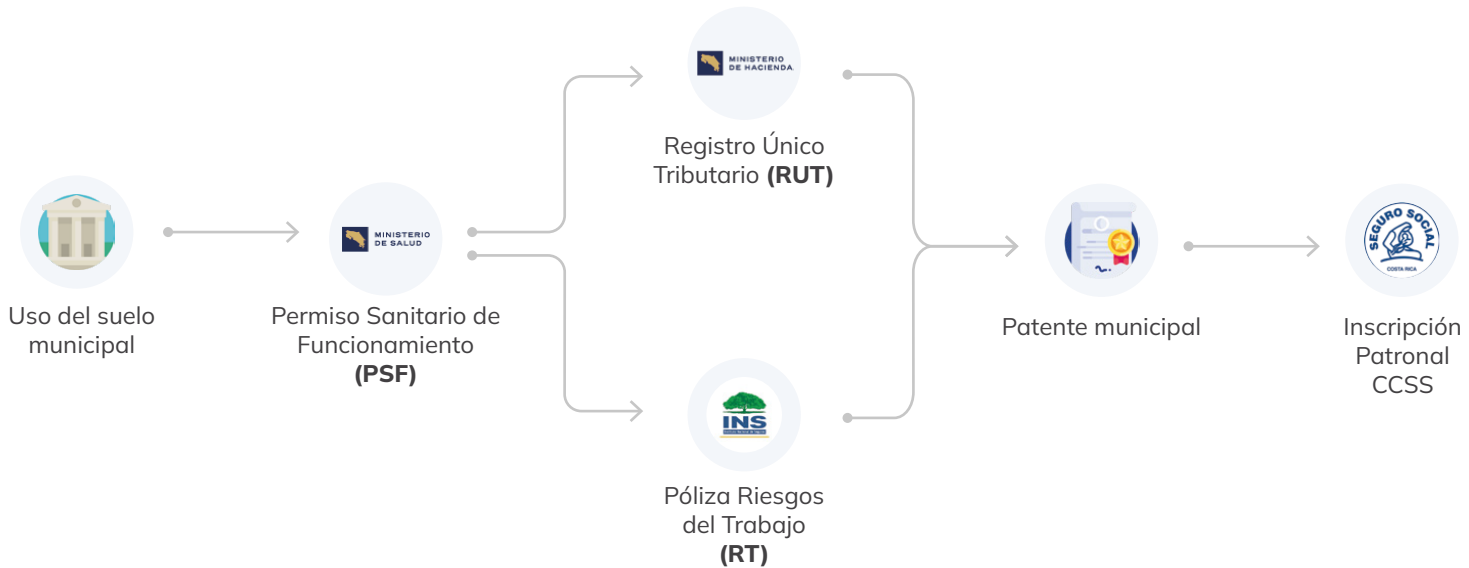 Uso del suelo
municipal
MINISTERIO
DE SALUD
Permiso Sanitario de
Funcionamiento
(PSF)
MINISTERIO
DE HACIENDA
Registro Único
Tributario (RUT)
INS
Póliza Riesgos
del Trabajo
(RT)
Patente municipal
SEGURO SOCIAL
COSTA RICA
Inscripción
Patronal
CCSS